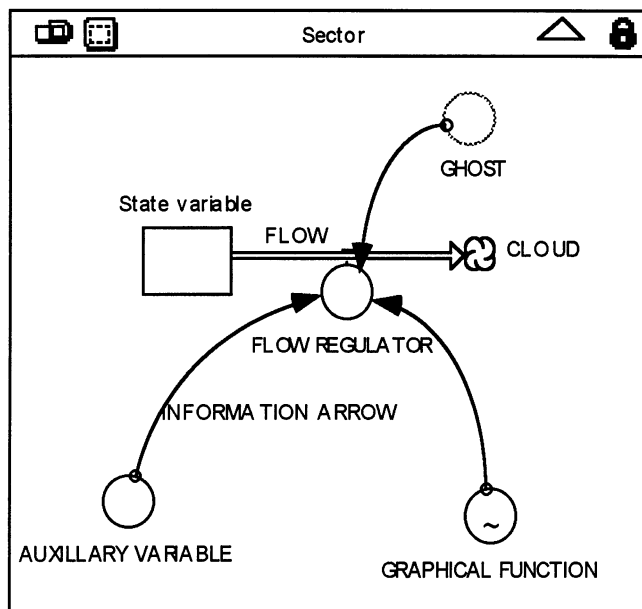 Sector
GHOST
State variable
FLOW
CLOUD
FLOW REGULATOR
INFORMATION ARROW
AUXILLARY VARIABLE
~
GRAPHICAL FUNCTION